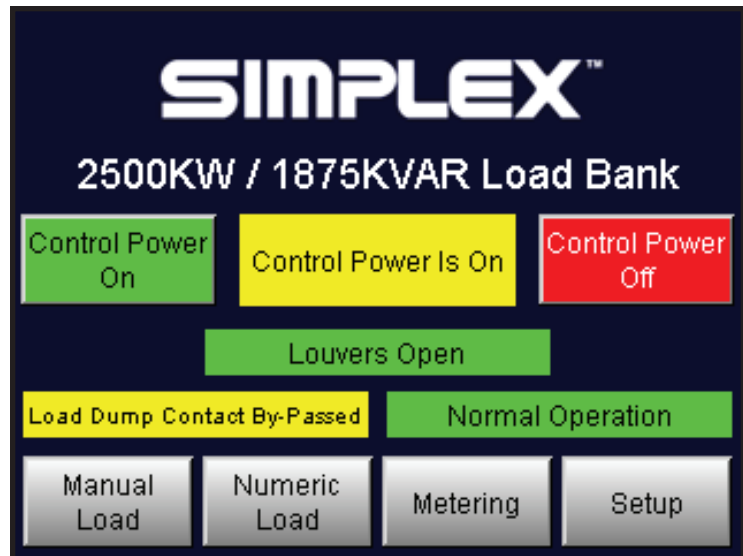 SIMPLEX™
2500KW / 1875KVAR Load Bank
Control Power
On
Control Power Is On
Control Power
Off
Louvers Open
Load Dump Contact By-Passed
Normal Operation
Manual
Load
Numeric
Load
Metering
Setup